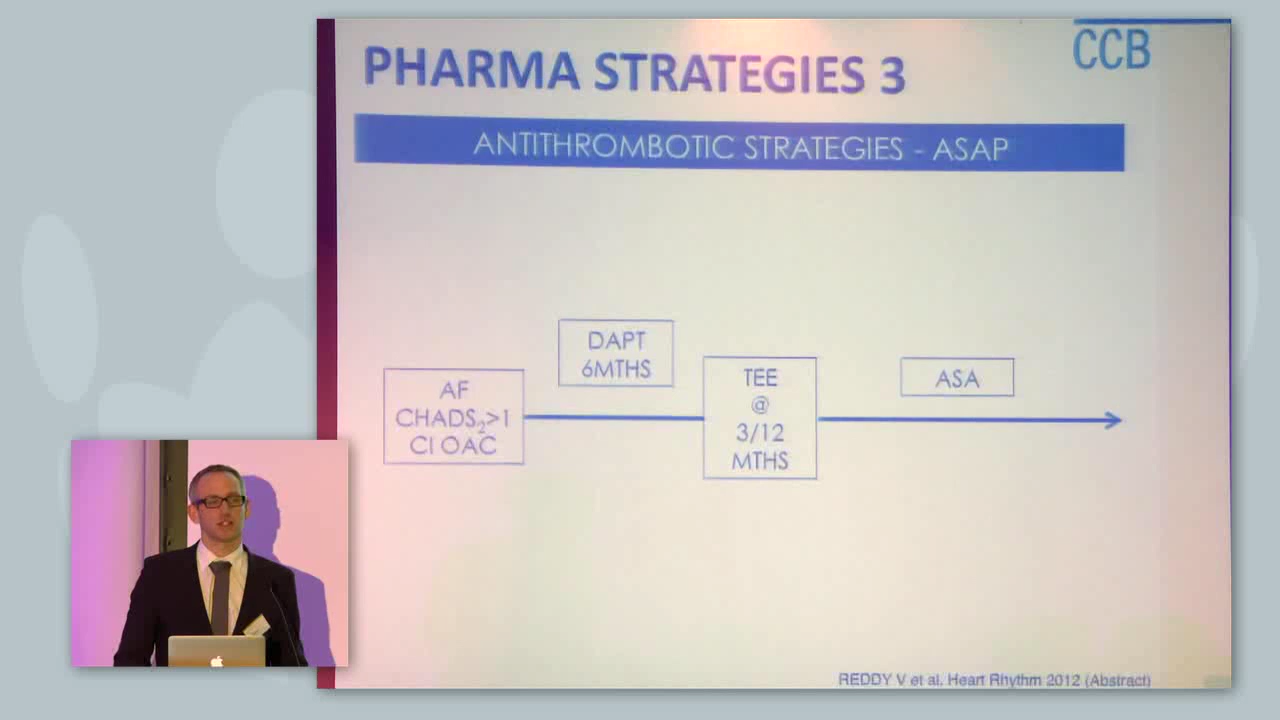 CCB
PHARMA STRATEGIES 3
ANTITHROMBOTIC STRATEGIES - ASAP
AF
CHADS₂>1
CI OAC
DAPT
6MTHS
TEE
@
3/12
MTHS
ASA
REDDY V et al. Heart Rhythm 2012 (Abstract)